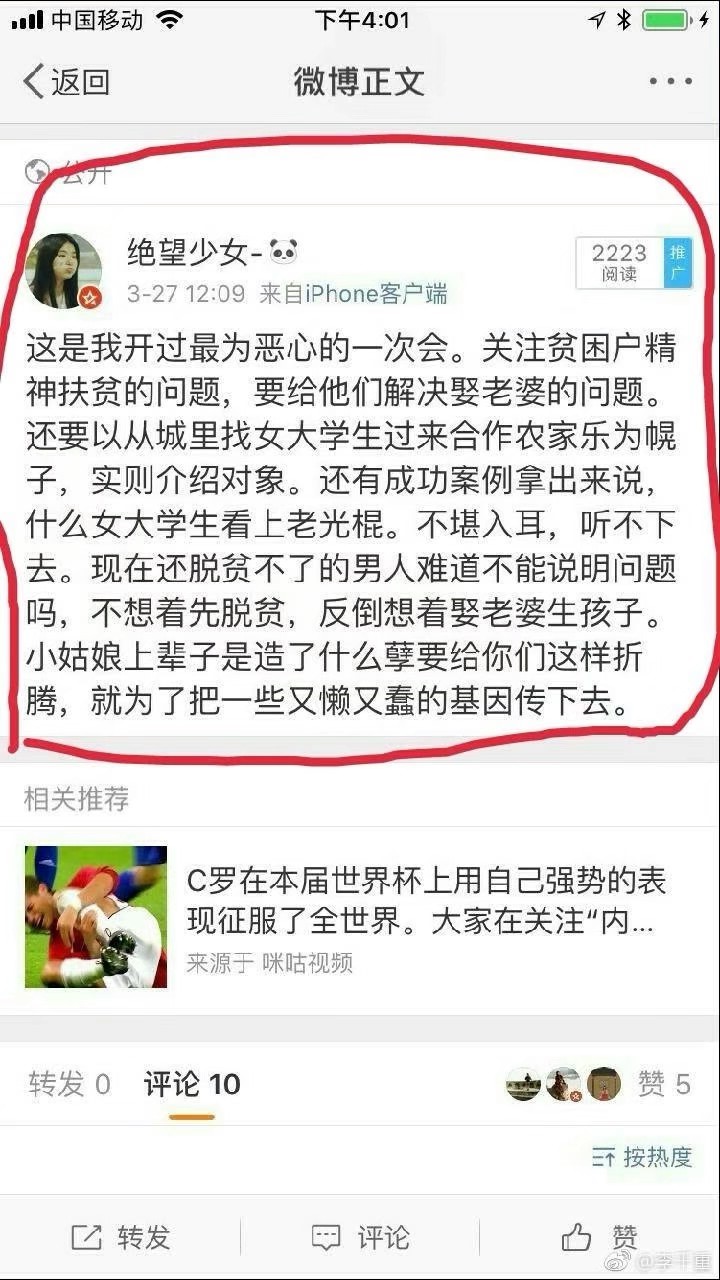 中国移动
下午4:01
返回
微博正文
公开
绝望少女-🐼
2223
阅读
推广
3-27 12:09 来自iPhone客户端
这是我开过最为恶心的一次会。关注贫困户精
神扶贫的问题，要给他们解决娶老婆的问题。
还要以从城里找女大学生过来合作农家乐为幌
子，实则介绍对象。还有成功案例拿出来说，
什么女大学生看上老光棍。不堪入耳，听不下
去。现在还脱贫不了的男人难道不能说明问题
吗，不想着先脱贫，反倒想着娶老婆生孩子。
小姑娘上辈子是造了什么孽要给你们这样折
腾，就为了把一些又懒又蠢的基因传下去。
相关推荐
C罗在本届世界杯上用自己强势的表
现征服了全世界。大家在关注“内...
来源于 咪咕视频
转发 0 评论 10 赞 5
按热度
转发 评论 赞
@李千重